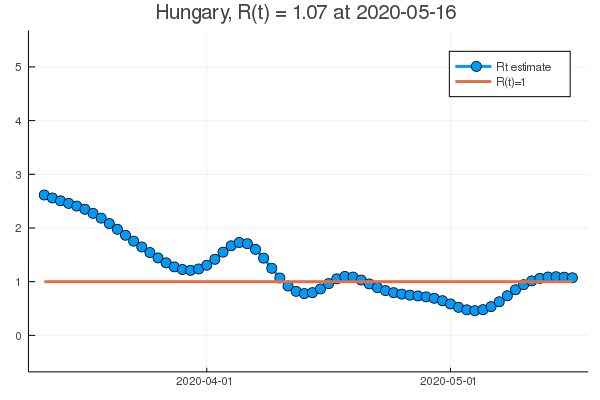 Hungary, R(t) = 1.07 at 2020-05-16
5
4
3
2
1
0
Rt estimate
R(t)=1
2020-04-01
2020-05-01